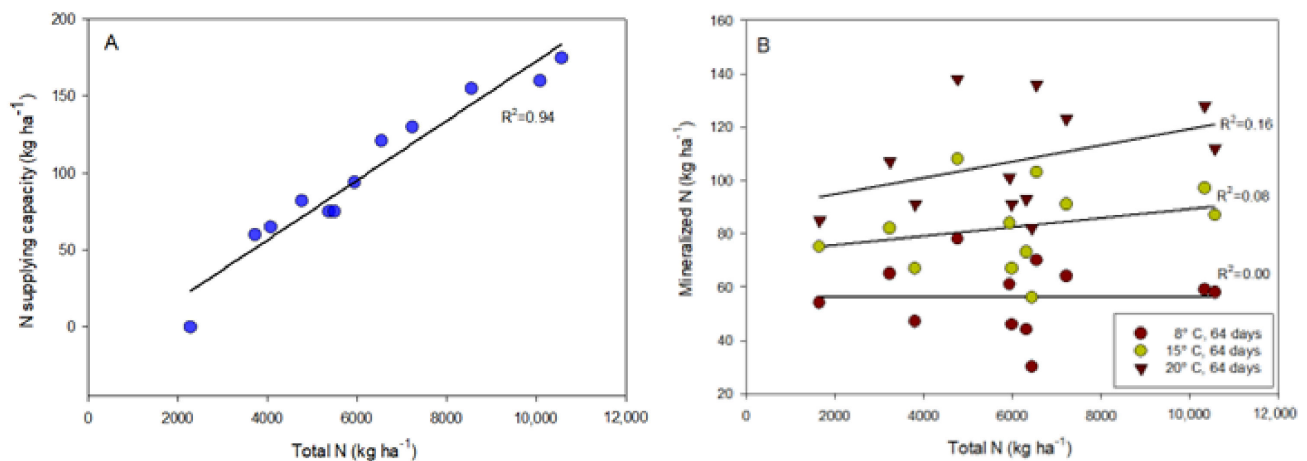 A
N supplying capacity (kg ha⁻¹)
200
150
100
50
0
R²=0.94
0 2000 4000 6000 8000 10,000 12,000
Total N (kg ha⁻¹)
B
Mineralized N (kg ha⁻¹)
160
140
120
100
80
60
40
20
R²=0.16
R²=0.08
R²=0.00
8° C, 64 days
15° C, 64 days
20° C, 64 days
0 2000 4000 6000 8000 10,000 12,000
Total N (kg ha⁻¹)